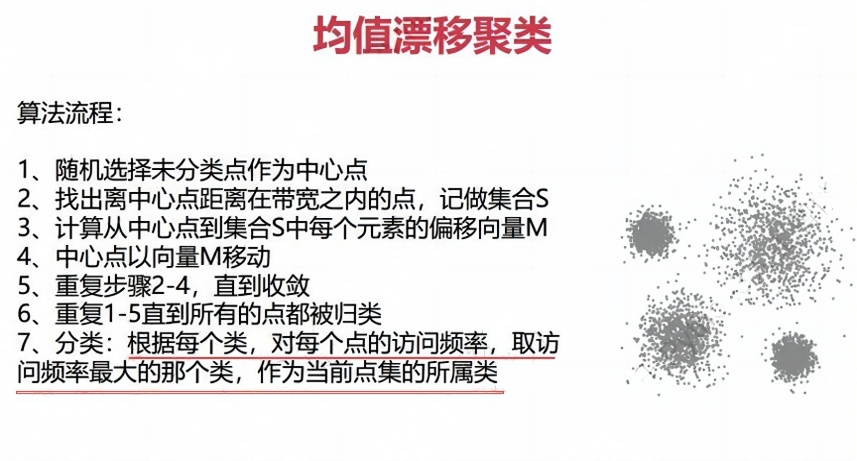 均值漂移聚类
算法流程：
1、随机选择未分类点作为中心点
2、找出离中心点距离在带宽之内的点，记做集合S
3、计算从中心点到集合S中每个元素的偏移向量M
4、中心点以向量M移动
5、重复步骤2-4，直到收敛
6、重复1-5直到所有的点都被归类
7、分类：根据每个类，对每个点的访问频率，取访
问频率最大的那个类，作为当前点集的所属类